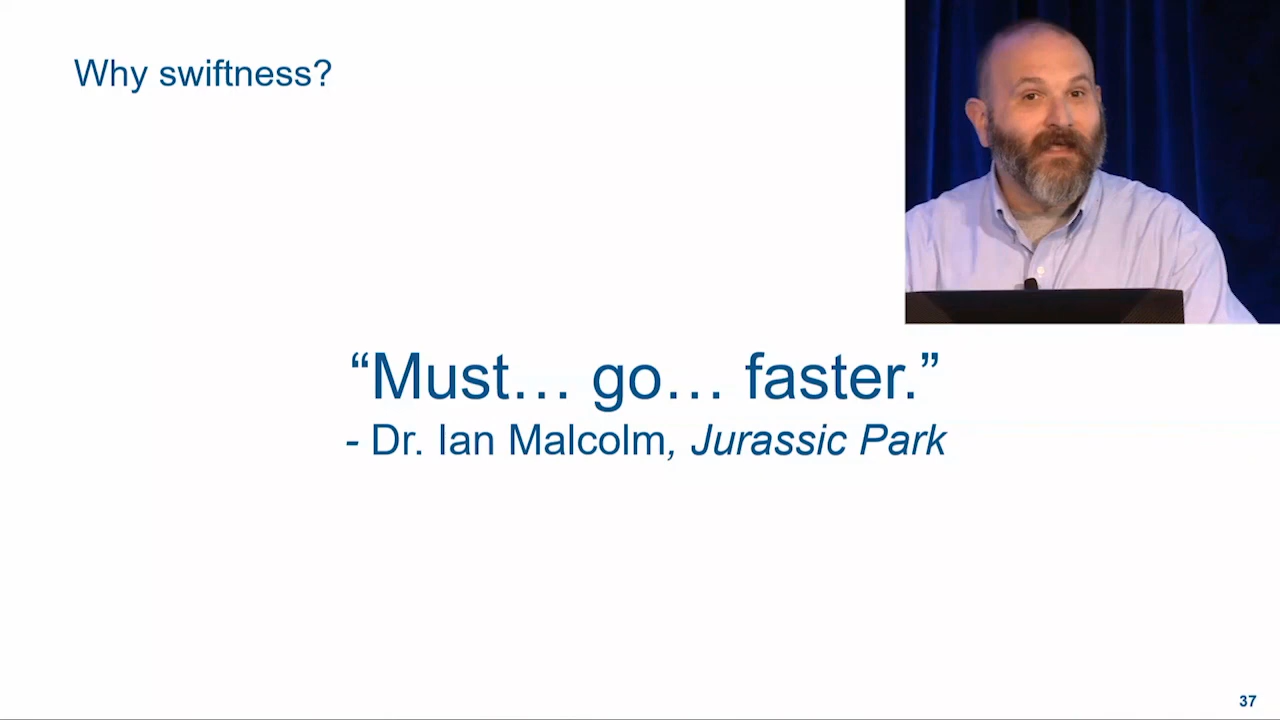 Why swiftness?
“Must… go… faster.”
- Dr. Ian Malcolm, Jurassic Park
37